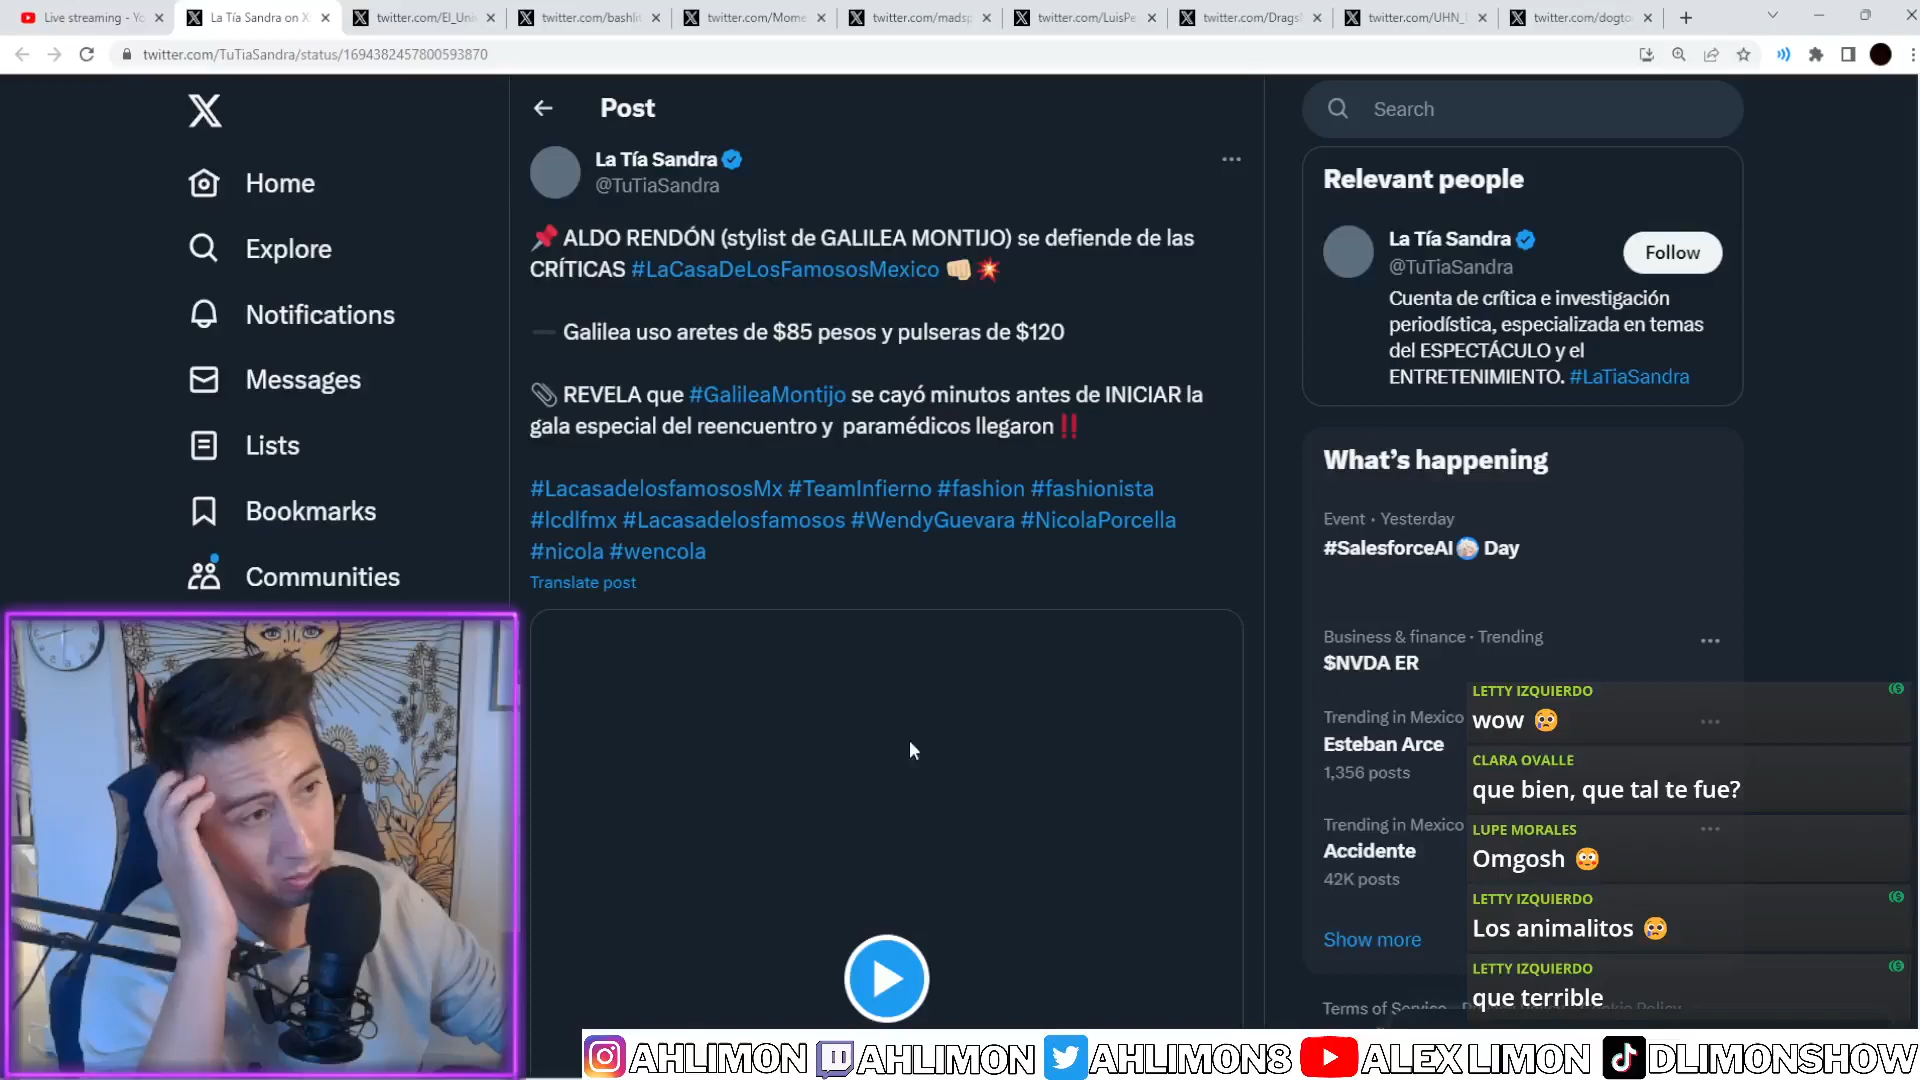 Live streaming - Yo
La Tía Sandra on X
twitter.com/El_Uni
twitter.com/bashlit
twitter.com/Mome
twitter.com/madsp
twitter.com/LuisPe
twitter.com/Drags
twitter.com/UHN_
twitter.com/dogto
twitter.com/TuTiaSandra/status/1694382457800593870
Home
Explore
Notifications
Messages
Lists
Bookmarks
Communities
Post
La Tía Sandra
@TuTiaSandra
📌 ALDO RENDÓN (stylist de GALILEA MONTIJO) se defiende de las
CRÍTICAS #LaCasaDeLosFamososMexico 👊🏼💥
➖ Galilea uso aretes de $85 pesos y pulseras de $120
📎 REVELA que #GalileaMontijo se cayó minutos antes de INICIAR la
gala especial del reencuentro y paramédicos llegaron ‼️
#LacasadelosfamososMx #TeamInfierno #fashion #fashionista
#lcdlfmx #Lacasadelosfamosos #WendyGuevara #NicolaPorcella
#nicola #wencola
Translate post
Search
Relevant people
La Tía Sandra
@TuTiaSandra
Follow
Cuenta de crítica e investigación
periodística, especializada en temas
del ESPECTÁCULO y el
ENTRETENIMIENTO. #LaTiaSandra
What's happening
Event · Yesterday
#SalesforceAI Day
Business & finance · Trending
$NVDA ER
Trending in Mexico
Esteban Arce
1,356 posts
Trending in Mexico
Accidente
42K posts
Show more
Terms of Service
Cookie Policy
LETTY IZQUIERDO
wow 😢
CLARA OVALLE
que bien, que tal te fue?
LUPE MORALES
Omgosh 😳
LETTY IZQUIERDO
Los animalitos 😢
LETTY IZQUIERDO
que terrible
AHLIMON AHLIMON AHLIMON8 ALEX LIMON DLIMONSHOW